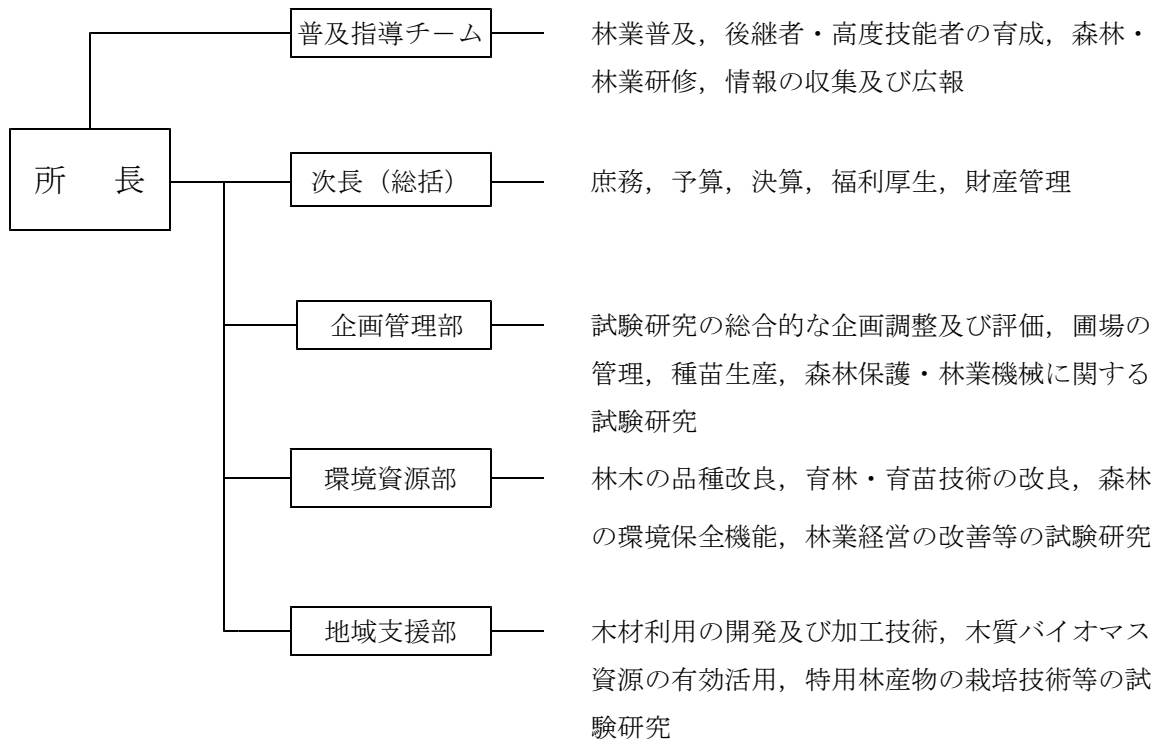 普及指導チーム
林業普及，後継者・高度技能者の育成，森林・
林業研修，情報の収集及び広報
所　長
次長（総括）
庶務，予算，決算，福利厚生，財産管理
企画管理部
試験研究の総合的な企画調整及び評価，圃場の
管理，種苗生産，森林保護・林業機械に関する
試験研究
環境資源部
林木の品種改良，育林・育苗技術の改良，森林
の環境保全機能，林業経営の改善等の試験研究
地域支援部
木材利用の開発及び加工技術，木質バイオマス
資源の有効活用，特用林産物の栽培技術等の試
験研究